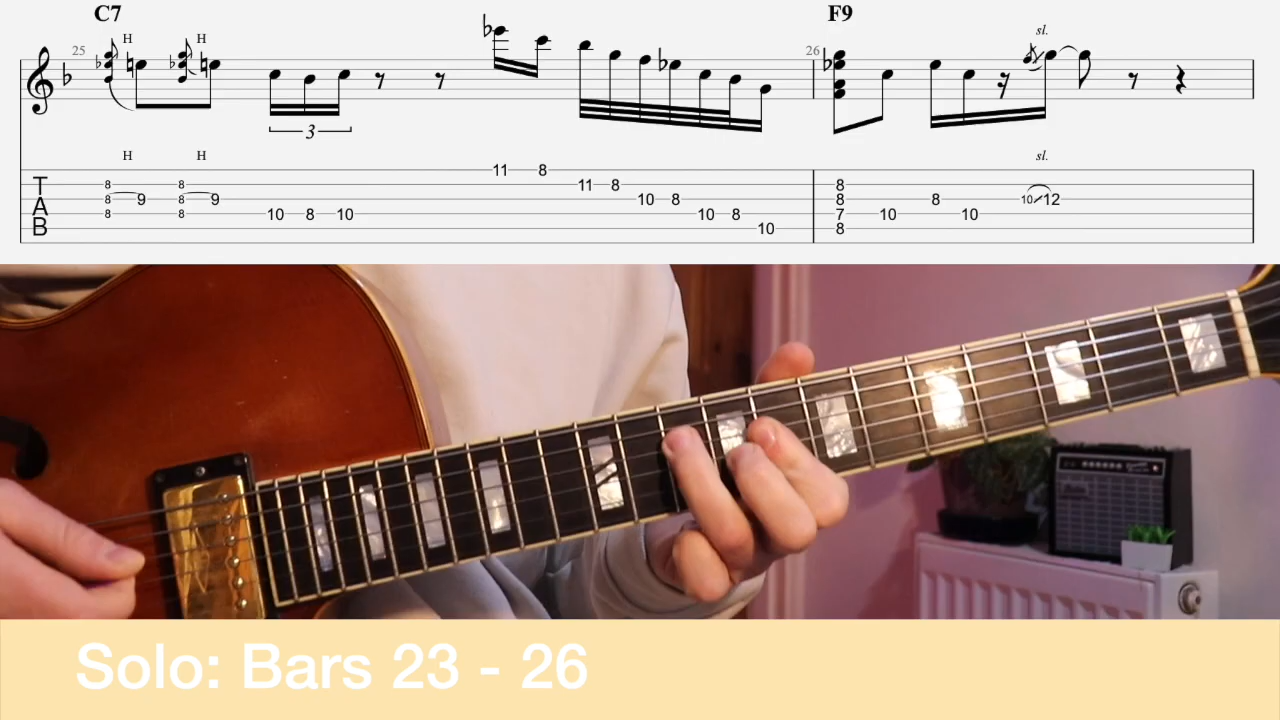 C7 F9
H H sl.
25 26
3
H H sl.
11 8
8 8 11 8 8
T 8 9 8 9 10 8 8 8 10 12
A 8 8 10 8 10 10 8 7 10 10
B 10 8
Solo: Bars 23 - 26